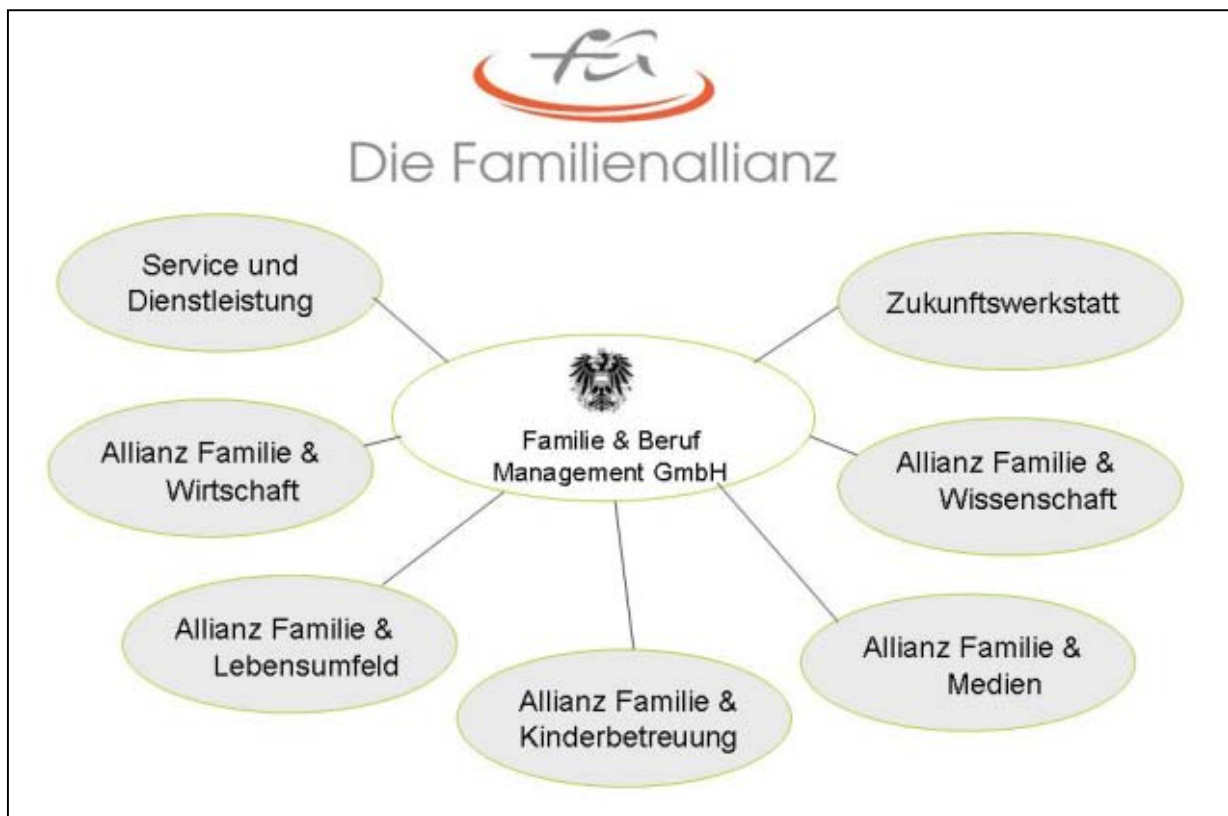 fa
Die Familienallianz
Service und
Dienstleistung
Zukunftswerkstatt
Familie & Beruf
Management GmbH
Allianz Familie &
Wirtschaft
Allianz Familie &
Wissenschaft
Allianz Familie &
Lebensumfeld
Allianz Familie &
Kinderbetreuung
Allianz Familie &
Medien